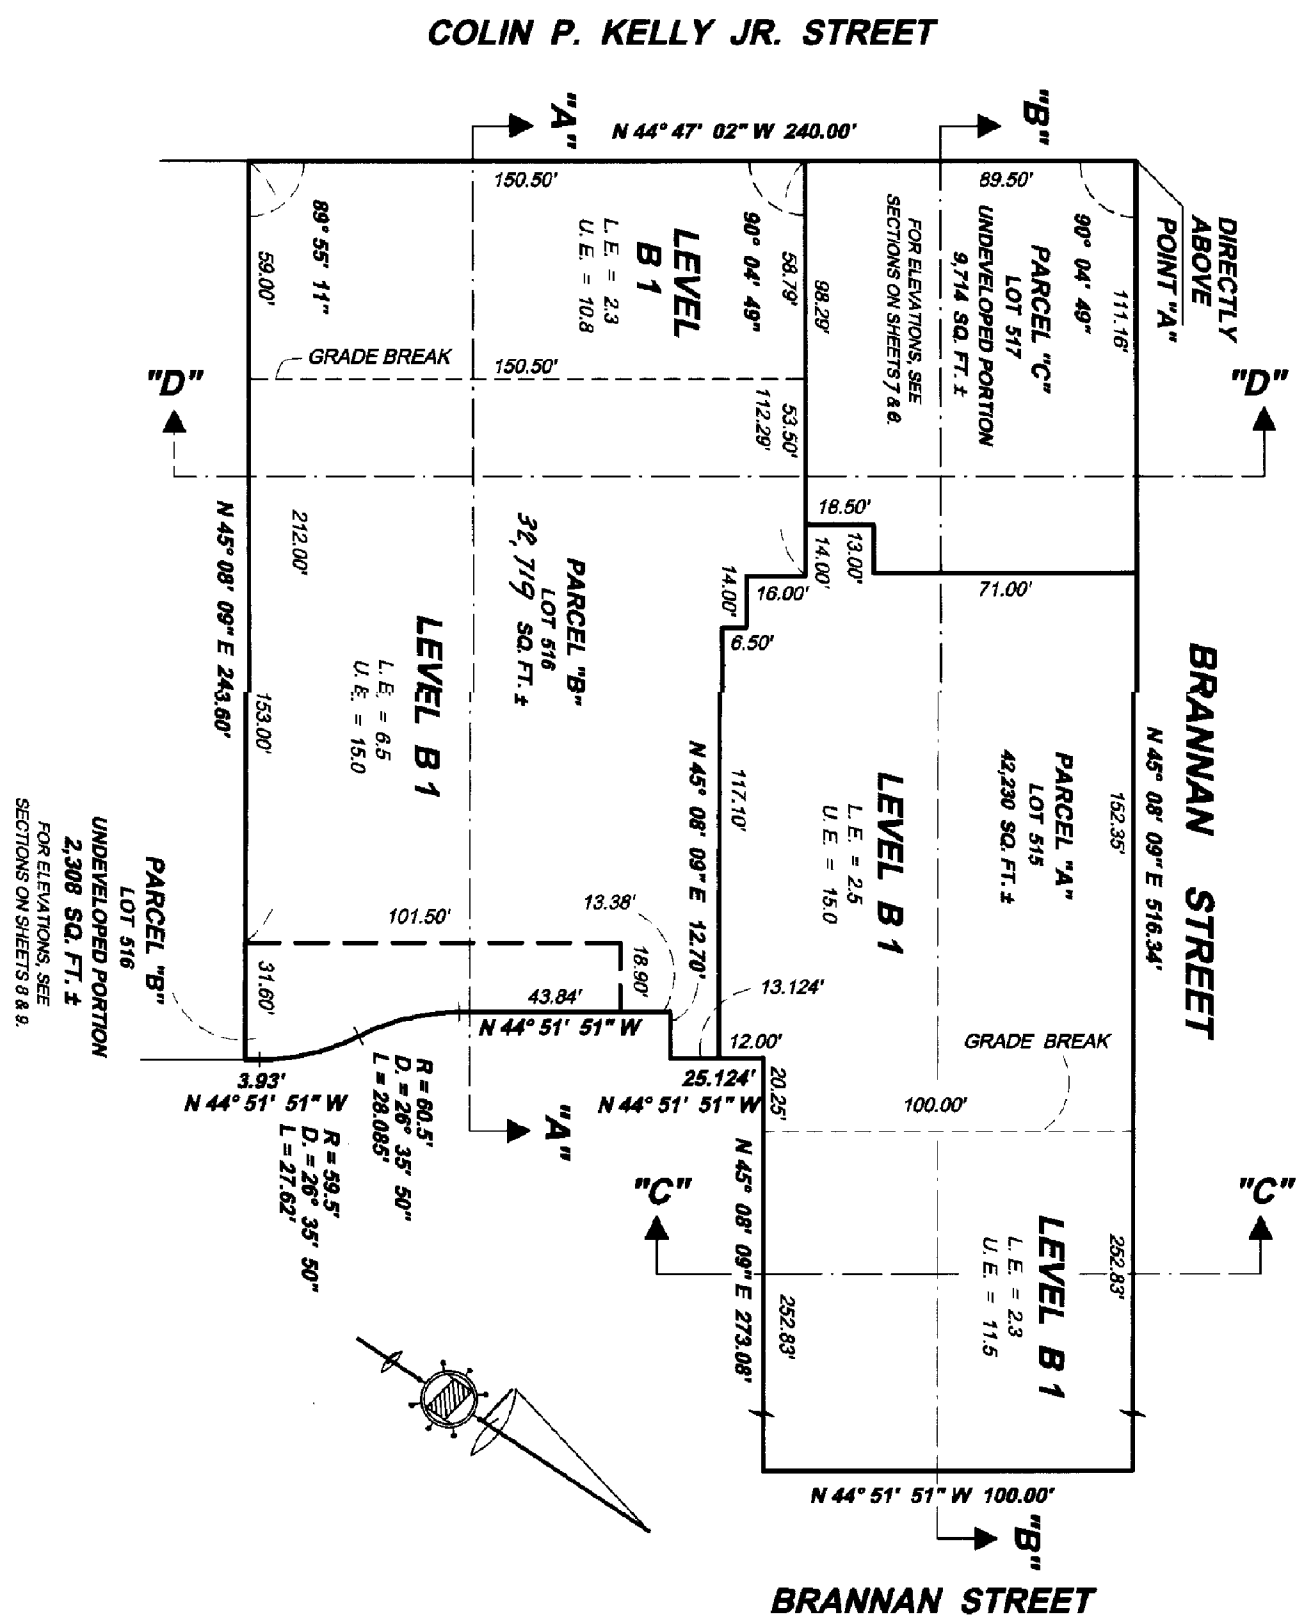 COLIN P. KELLY JR. STREET
"A"
"B"
N 44° 47' 02" W 240.00'
150.50'
89.50'
DIRECTLY
ABOVE
POINT "A"
89° 55' 11"
59.00'
LEVEL
B 1
L. E. = 2.3
U. E. = 10.8
90° 04' 49"
58.79'
98.29'
PARCEL "C"
LOT 517
UNDEVELOPED PORTION
9,714 SQ. FT. ±
FOR ELEVATIONS, SEE
SECTIONS ON SHEETS 7 & 8.
90° 04' 49"
111.16'
GRADE BREAK
150.50'
"D"
"D"
53.50'
112.29'
18.50'
13.00'
14.00'
14.00'
16.00'
6.50'
71.00'
N 45° 08' 09" E 243.60'
212.00'
153.00'
PARCEL "B"
LOT 516
32,719 SQ. FT. ±
LEVEL B 1
L. E. = 6.5
U. E. = 15.0
N 45° 08' 09" E 12.70'
117.10'
LEVEL B 1
L. E. = 2.5
U. E. = 15.0
PARCEL "A"
LOT 515
42,230 SQ. FT. ±
152.35'
N 45° 08' 09" E 516.34'
BRANNAN STREET
PARCEL "B"
LOT 516
UNDEVELOPED PORTION
2,308 SQ. FT. ±
FOR ELEVATIONS, SEE
SECTIONS ON SHEETS 8 & 9.
101.50'
13.38'
31.60'
18.90'
43.84'
N 44° 51' 51" W
13.124'
12.00'
GRADE BREAK
3.93'
N 44° 51' 51" W
R = 60.5'
D. = 26° 35' 50"
L = 28.085'
R = 59.5'
D. = 26° 35' 50"
L = 27.62'
"A"
25.124'
N 44° 51' 51" W
20.25'
100.00'
"C"
"C"
N 45° 08' 09" E 273.08'
252.83'
LEVEL B 1
L. E. = 2.3
U. E. = 11.5
252.83'
N 44° 51' 51" W 100.00'
"B"
BRANNAN STREET